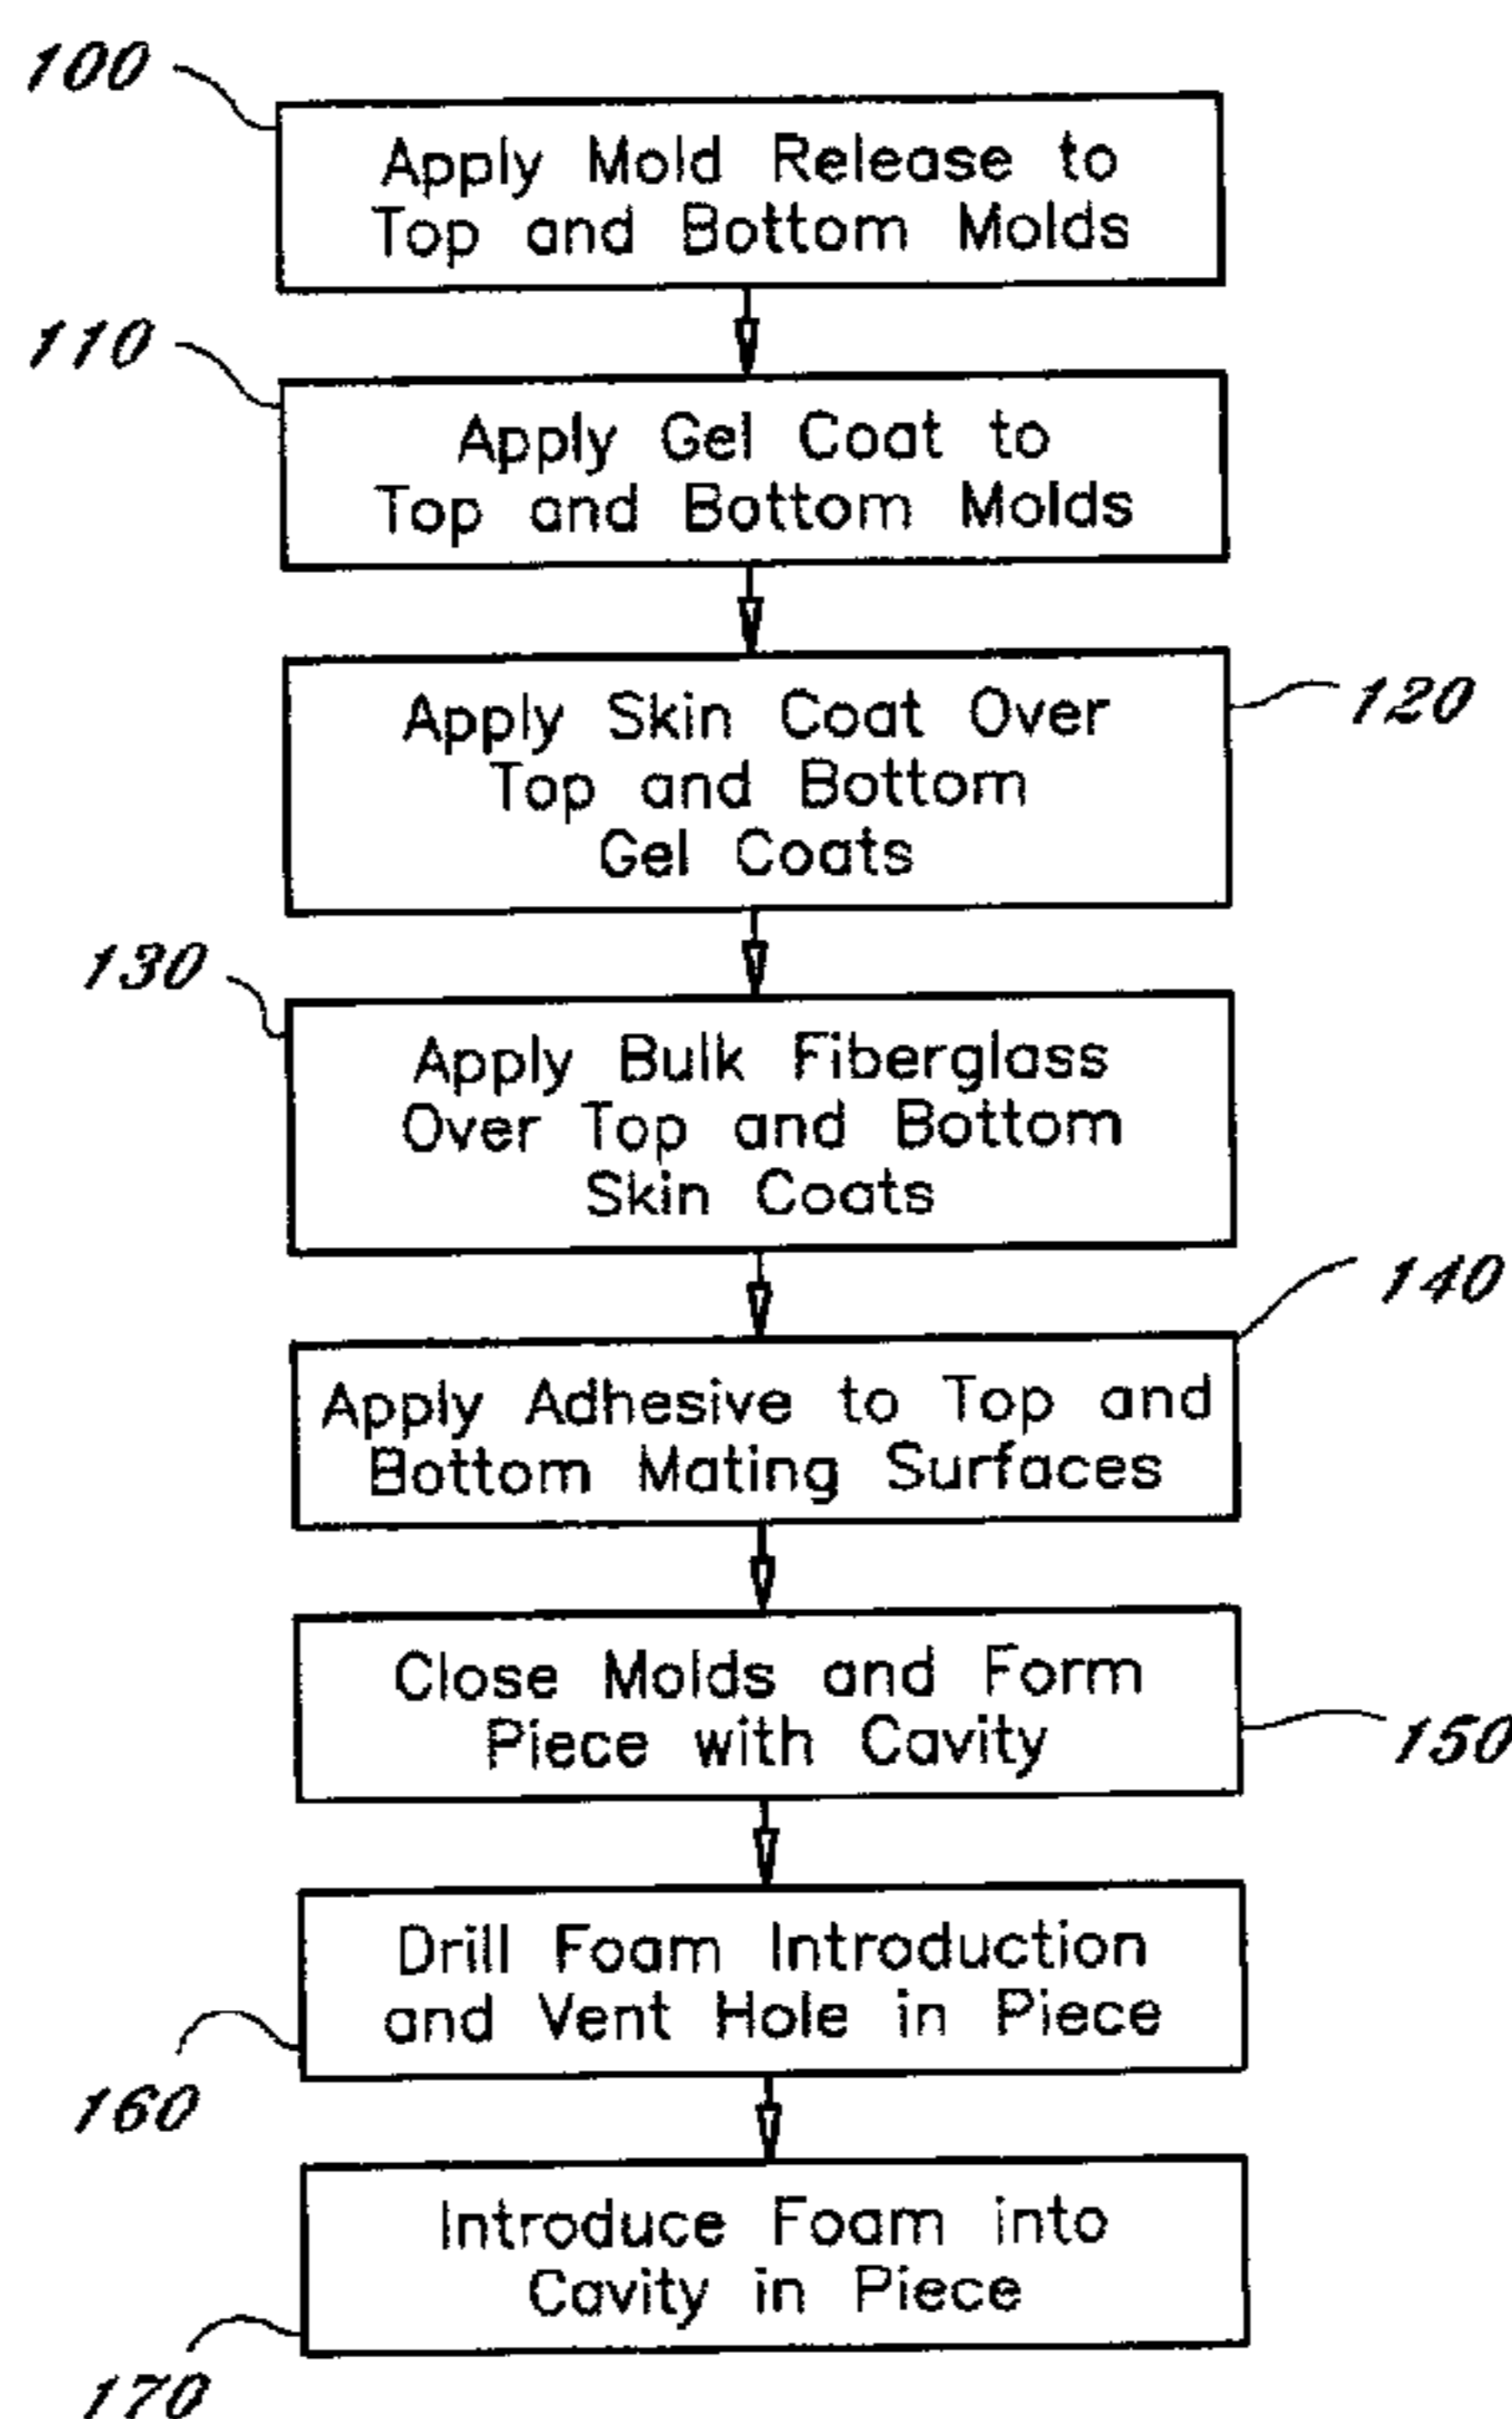 100
Apply Mold Release to
Top and Bottom Molds
110
Apply Gel Coat to
Top and Bottom Molds
Apply Skin Coat Over
Top and Bottom
Gel Coats
120
130
Apply Bulk Fiberglass
Over Top and Bottom
Skin Coats
140
Apply Adhesive to Top and
Bottom Mating Surfaces
Close Molds and Form
Piece with Cavity
150
Drill Foam Introduction
and Vent Hole in Piece
160
Introduce Foam into
Cavity in Piece
170